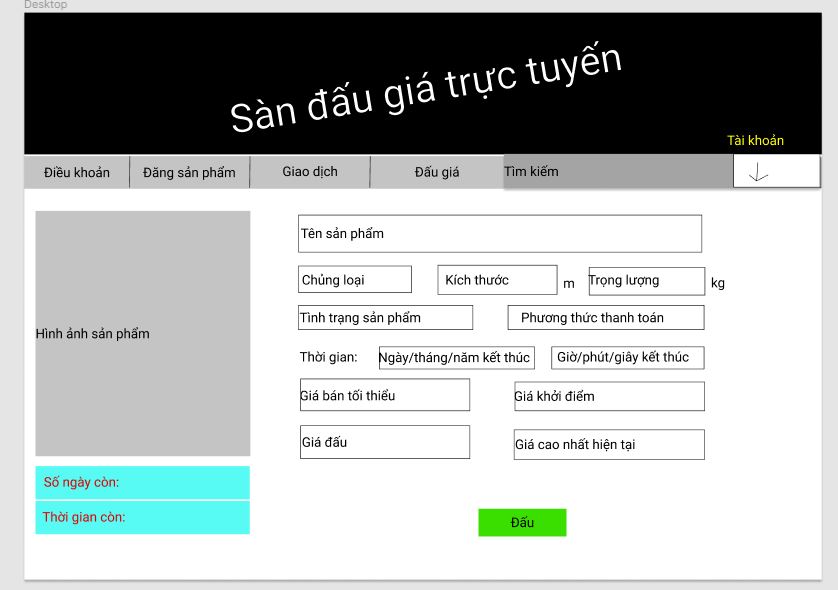 Desktop
Sàn đấu giá trực tuyến
Tài khoản
Điều khoản
Đăng sản phẩm
Giao dịch
Đấu giá
Tìm kiếm
Tên sản phẩm
Chủng loại
Kích thước
m
Trọng lượng
kg
Tình trạng sản phẩm
Phương thức thanh toán
Hình ảnh sản phẩm
Thời gian:
Ngày/tháng/năm kết thúc
Giờ/phút/giây kết thúc
Giá bán tối thiểu
Giá khởi điểm
Giá đấu
Giá cao nhất hiện tại
Số ngày còn:
Thời gian còn:
Đấu